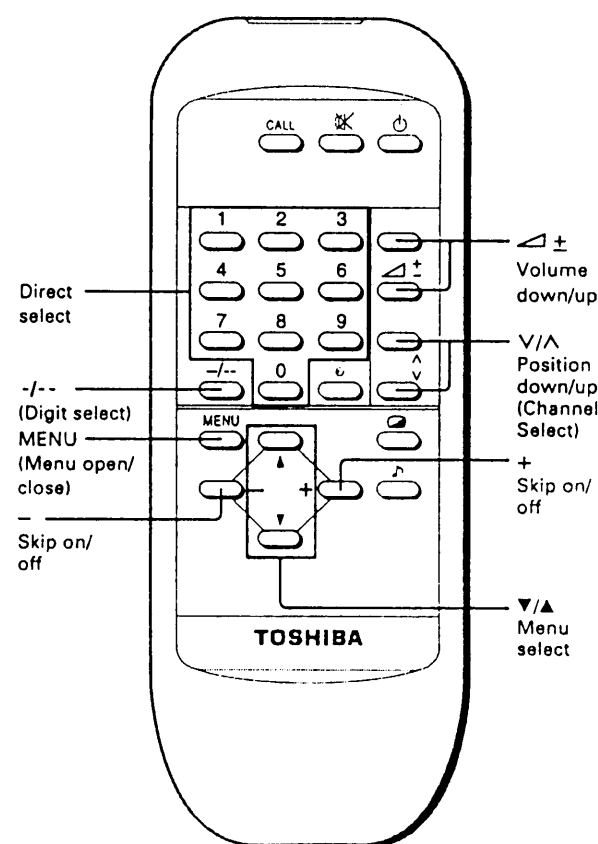 CALL
1 2 3
4 5 6
7 8 9
-/-- 0
MENU
+
−
TOSHIBA
Direct
select
-/--
(Digit select)
MENU
(Menu open/
close)
−
Skip on/
off
±
Volume
down/up
∨/∧
Position
down/up
(Channel
Select)
+
Skip on/
off
▼/▲
Menu
select